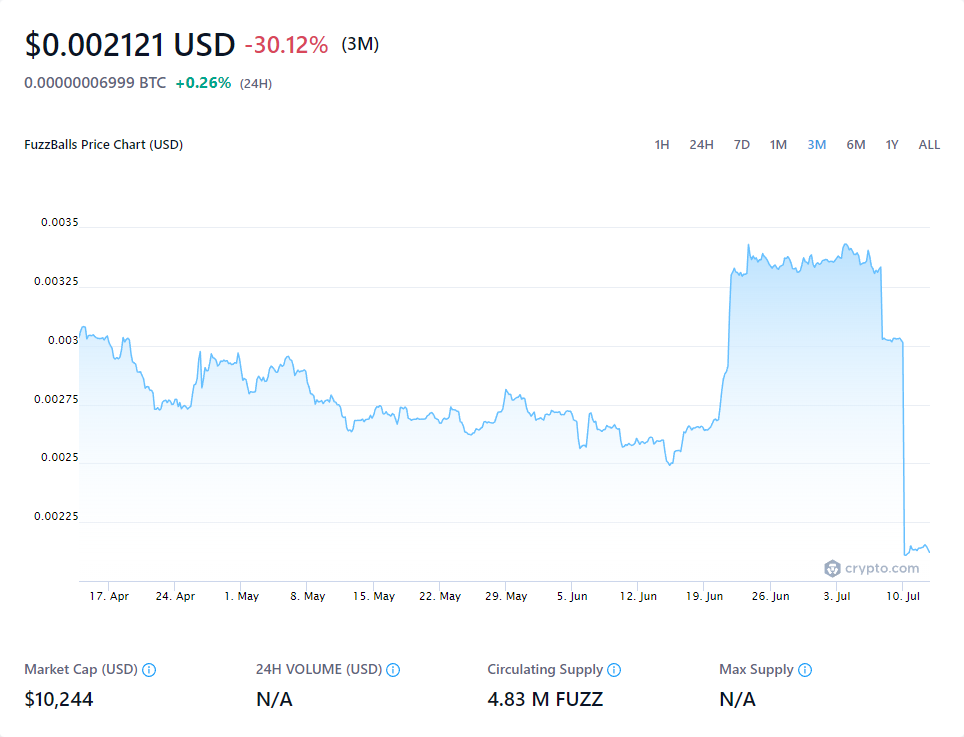 $0.002121 USD -30.12% (3M)
0.00000006999 BTC +0.26% (24H)
FuzzBalls Price Chart (USD) 1H 24H 7D 1M 3M 6M 1Y ALL
0.0035
0.00325
0.003
0.00275
0.0025
0.00225
crypto.com
17. Apr 24. Apr 1. May 8. May 15. May 22. May 29. May 5. Jun 12. Jun 19. Jun 26. Jun 3. Jul 10. Jul
Market Cap (USD) 24H VOLUME (USD) Circulating Supply Max Supply
$10,244 N/A 4.83 M FUZZ N/A